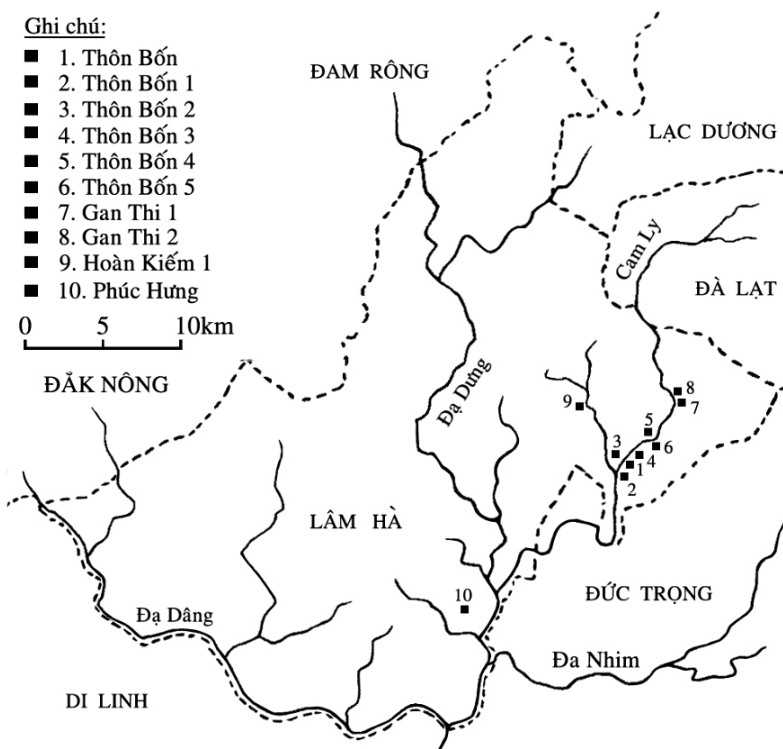 Ghi chú:
1. Thôn Bốn
2. Thôn Bốn 1
3. Thôn Bốn 2
4. Thôn Bốn 3
5. Thôn Bốn 4
6. Thôn Bốn 5
7. Gan Thi 1
8. Gan Thi 2
9. Hoàn Kiếm 1
10. Phúc Hưng
0 5 10km
ĐAM RÔNG
LẠC DƯƠNG
Cam Ly
ĐÀ LẠT
ĐẮK NÔNG
Đạ Dưng
8
7
9
5
6
3
4
1
2
LÂM HÀ
10
ĐỨC TRỌNG
Đạ Dâng
Đa Nhim
DI LINH